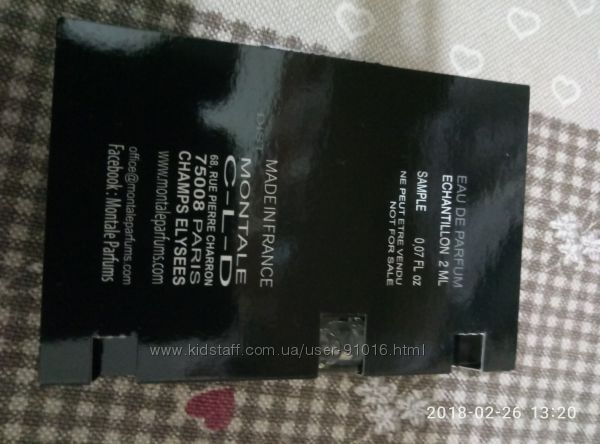 EAU DE PARFUM
ECHANTILLON 2 ML
SAMPLE 0,07 FL oz
NE PEUT ETRE VENDU
NOT FOR SALE
MADE IN FRANCE
MONTALE
C-L-D
68, RUE PIERRE CHARRON
75008 PARIS
CHAMPS ELYSEES
www.montaleparfums.com
office@montaleparfums.com
Facebook : Montale Parfums
www.kidstaff.com.ua/user-91016.html
2018-02-26 13:20